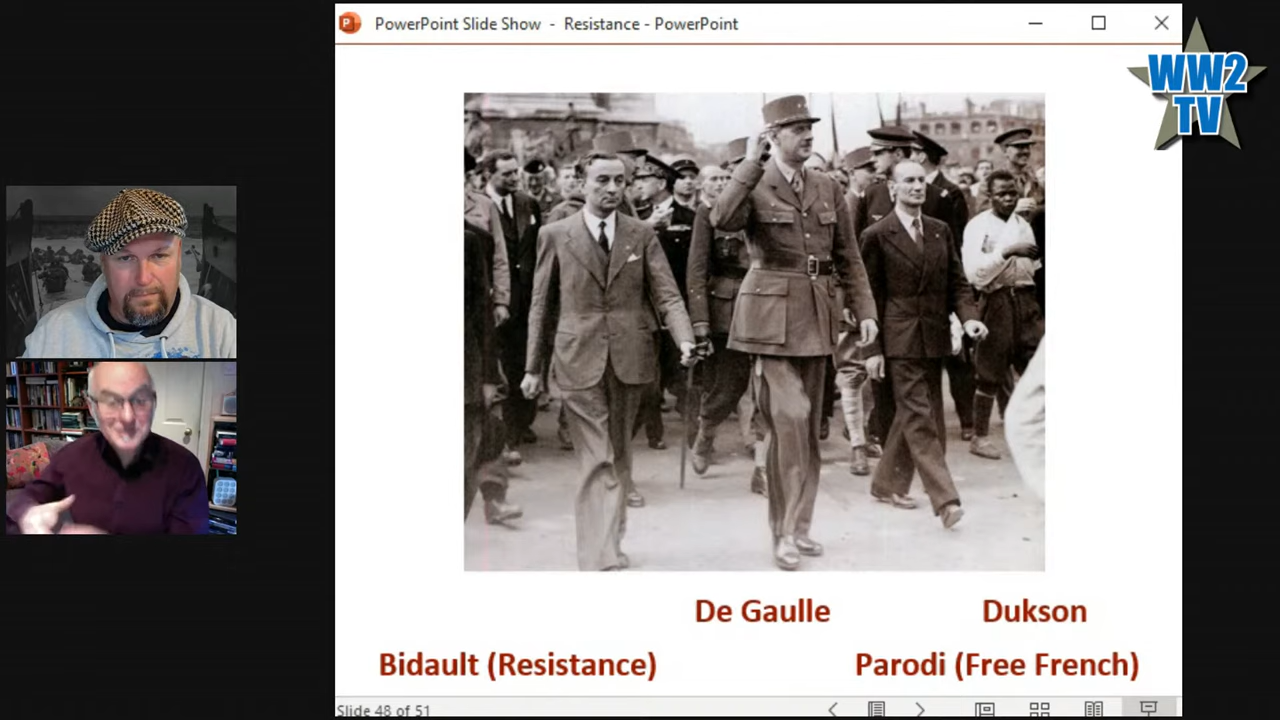 PowerPoint Slide Show - Resistance - PowerPoint
WW2
TV
De Gaulle
Dukson
Bidault (Resistance)
Parodi (Free French)
Slide 48 of 51